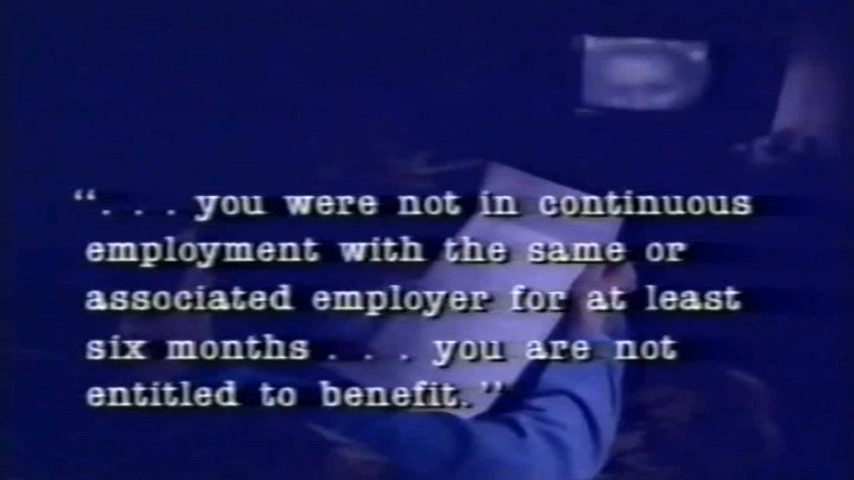 “. . . you were not in continuous
employment with the same or
associated employer for at least
six months . . . you are not
entitled to benefit.”